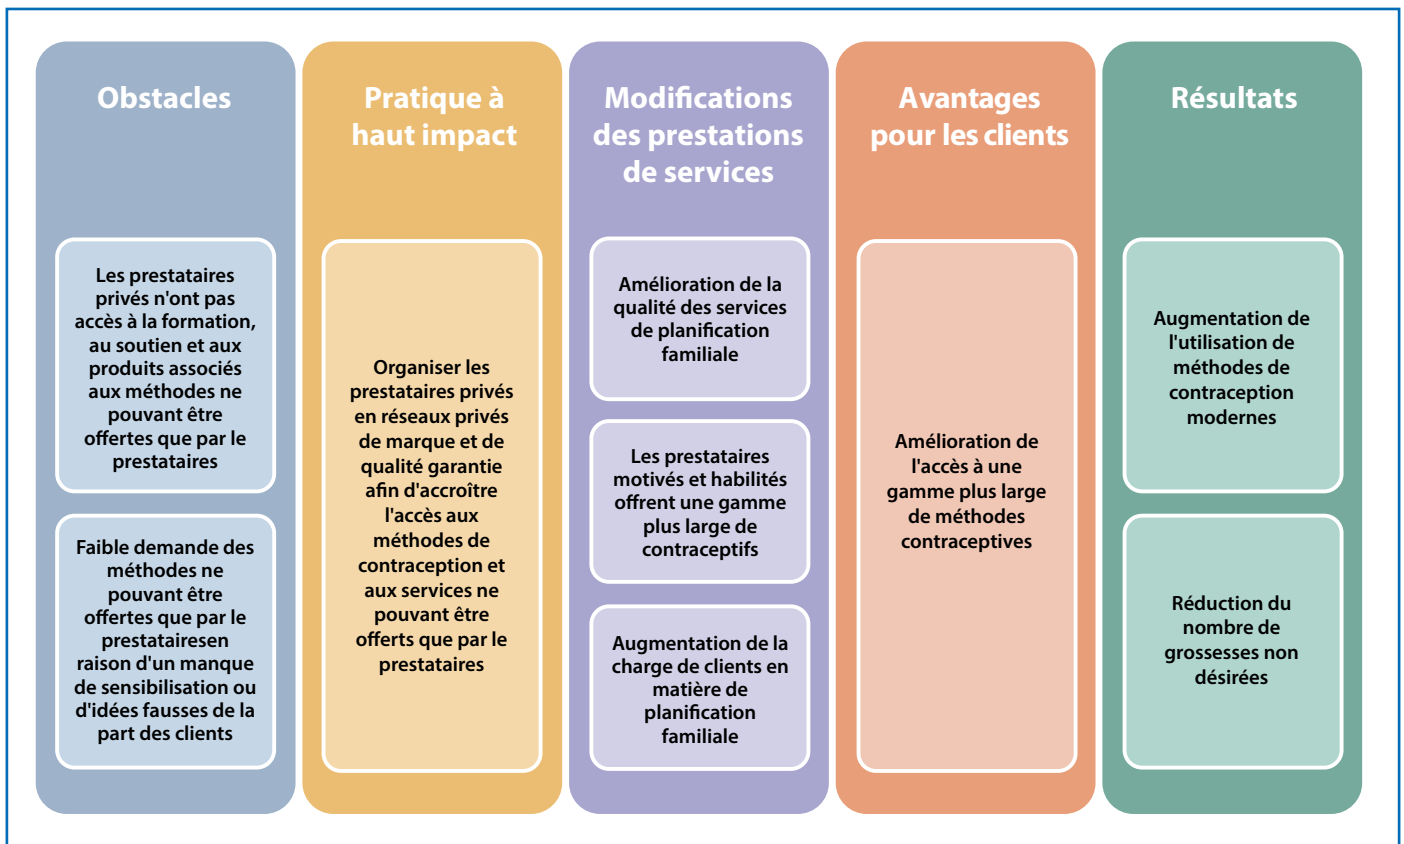 Obstacles
Les prestataires
privés n'ont pas
accès à la formation,
au soutien et aux
produits associés
aux méthodes ne
pouvant être
offertes que par le
prestataires
Faible demande des
méthodes ne
pouvant être
offertes que par le
prestatairesen
raison d'un manque
de sensibilisation ou
d'idées fausses de la
part des clients
Pratique à
haut impact
Organiser les
prestataires privés
en réseaux privés
de marque et de
qualité garantie
afin d'accroître
l'accès aux
méthodes de
contraception et
aux services ne
pouvant être
offerts que par le
prestataires
Modifications
des prestations
de services
Amélioration de la
qualité des services
de planification
familiale
Les prestataires
motivés et habilités
offrent une gamme
plus large de
contraceptifs
Augmentation de la
charge de clients en
matière de
planification
familiale
Avantages
pour les clients
Amélioration de
l'accès à une
gamme plus large
de méthodes
contraceptives
Résultats
Augmentation de
l'utilisation de
méthodes de
contraception
modernes
Réduction du
nombre de
grossesses non
désirées